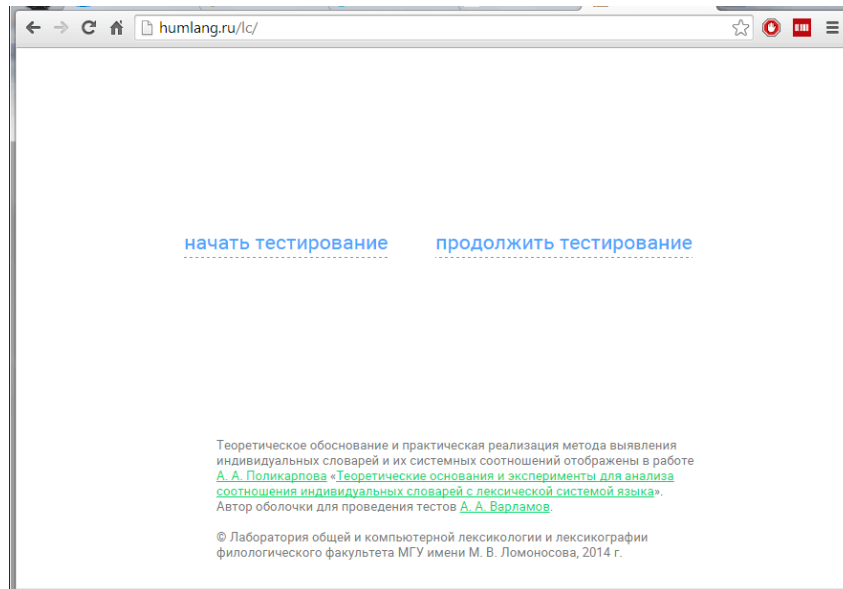 humlang.ru/lc/
начать тестирование продолжить тестирование
Теоретическое обоснование и практическая реализация метода выявления
индивидуальных словарей и их системных соотношений отображены в работе
А. А. Поликарпова «Теоретические основания и эксперименты для анализа
соотношения индивидуальных словарей с лексической системой языка».
Автор оболочки для проведения тестов А. А. Варламов.
© Лаборатория общей и компьютерной лексикологии и лексикографии
филологического факультета МГУ имени М. В. Ломоносова, 2014 г.